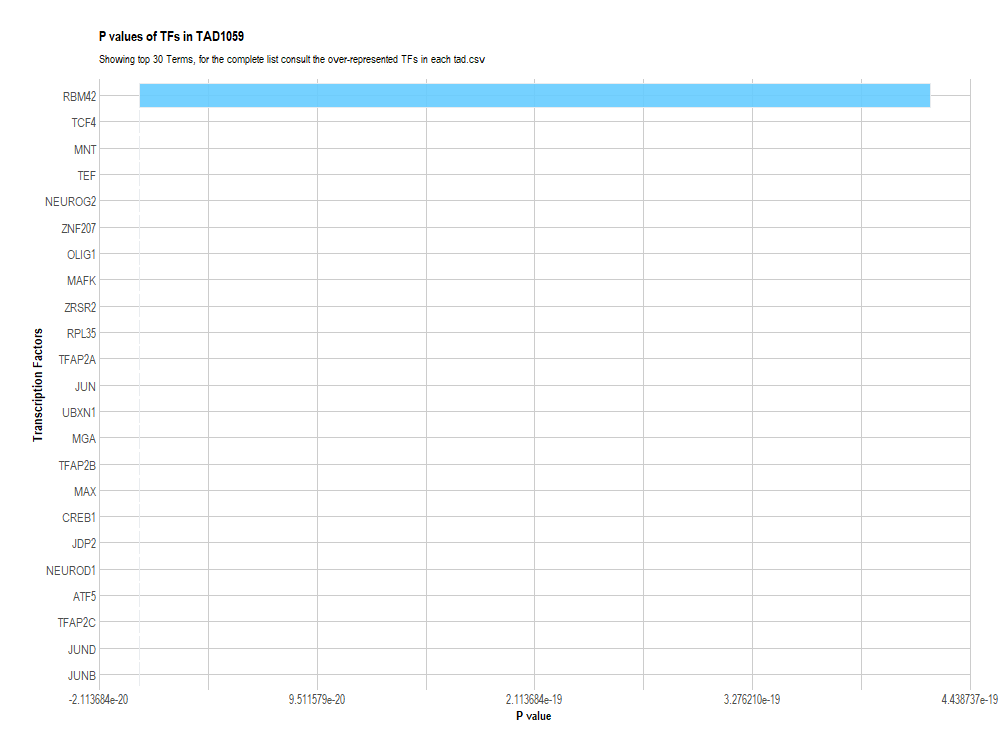 P values of TFs in TAD1059
Showing top 30 Terms, for the complete list consult the over-represented TFs in each tad.csv
Transcription Factors
RBM42
TCF4
MNT
TEF
NEUROG2
ZNF207
OLIG1
MAFK
ZRSR2
RPL35
TFAP2A
JUN
UBXN1
MGA
TFAP2B
MAX
CREB1
JDP2
NEUROD1
ATF5
TFAP2C
JUND
JUNB
-2.113684e-20 9.511579e-20 2.113684e-19 3.276210e-19 4.438737e-19
P value